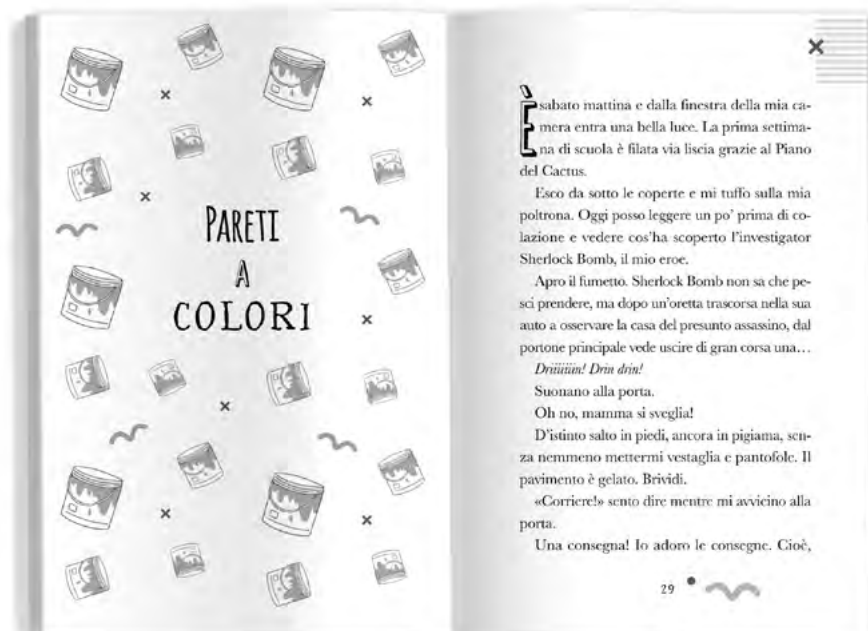 PARETI
A
COLORI
È sabato mattina e dalla finestra della mia ca-
mera entra una bella luce. La prima settima-
na di scuola è filata via liscia grazie al Piano
del Cactus.
Esco da sotto le coperte e mi tuffo sulla mia
poltrona. Oggi posso leggere un po' prima di co-
lazione e vedere cos'ha scoperto l'investigator
Sherlock Bomb, il mio eroe.
Apro il fumetto. Sherlock Bomb non sa che pe-
sci prendere, ma dopo un'oretta trascorsa nella sua
auto a osservare la casa del presunto assassino, dal
portone principale vede uscire di gran corsa una…
Driiiiiin! Drin drin!
Suonano alla porta.
Oh no, mamma si sveglia!
D'istinto salto in piedi, ancora in pigiama, sen-
za nemmeno mettermi vestaglia e pantofole. Il
pavimento è gelato. Brividi.
«Corriere!» sento dire mentre mi avvicino alla
porta.
Una consegna! Io adoro le consegne. Cioè,
29